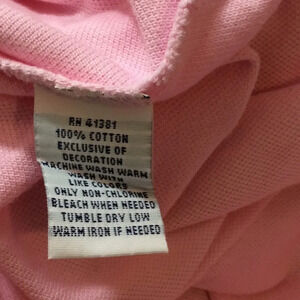 RN 41381
100% COTTON
EXCLUSIVE OF
DECORATION
MACHINE WASH WARM
WASH WITH
LIKE COLORS
ONLY NON-CHLORINE
BLEACH WHEN NEEDED
TUMBLE DRY LOW
WARM IRON IF NEEDED